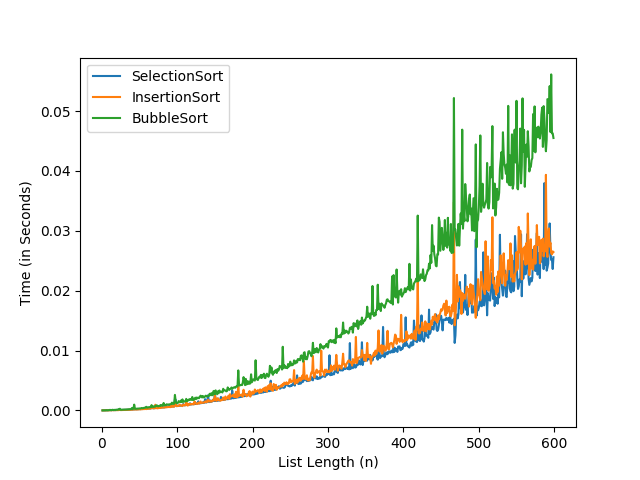 SelectionSort
InsertionSort
BubbleSort
0.05
0.04
0.03
0.02
0.01
0.00
Time (in Seconds)
0 100 200 300 400 500 600
List Length (n)